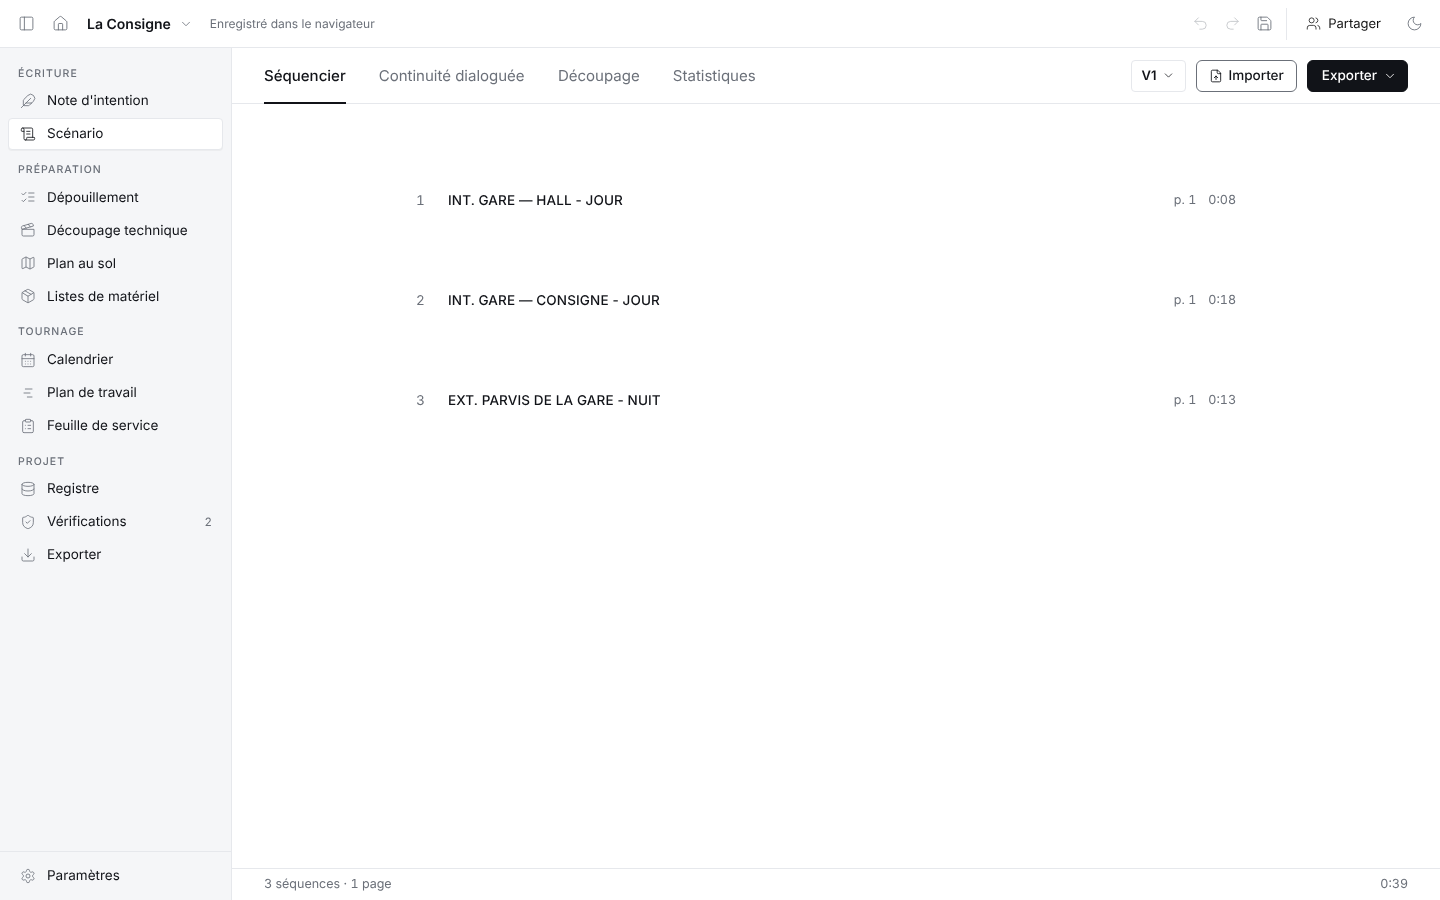 La Consigne
Enregistré dans le navigateur
Partager
ÉCRITURE
Note d'intention
Scénario
PRÉPARATION
Dépouillement
Découpage technique
Plan au sol
Listes de matériel
TOURNAGE
Calendrier
Plan de travail
Feuille de service
PROJET
Registre
Vérifications 2
Exporter
Paramètres
Séquencier Continuité dialoguée Découpage Statistiques V1 Importer Exporter
1 INT. GARE — HALL - JOUR p. 1 0:08
2 INT. GARE — CONSIGNE - JOUR p. 1 0:18
3 EXT. PARVIS DE LA GARE - NUIT p. 1 0:13
3 séquences · 1 page 0:39